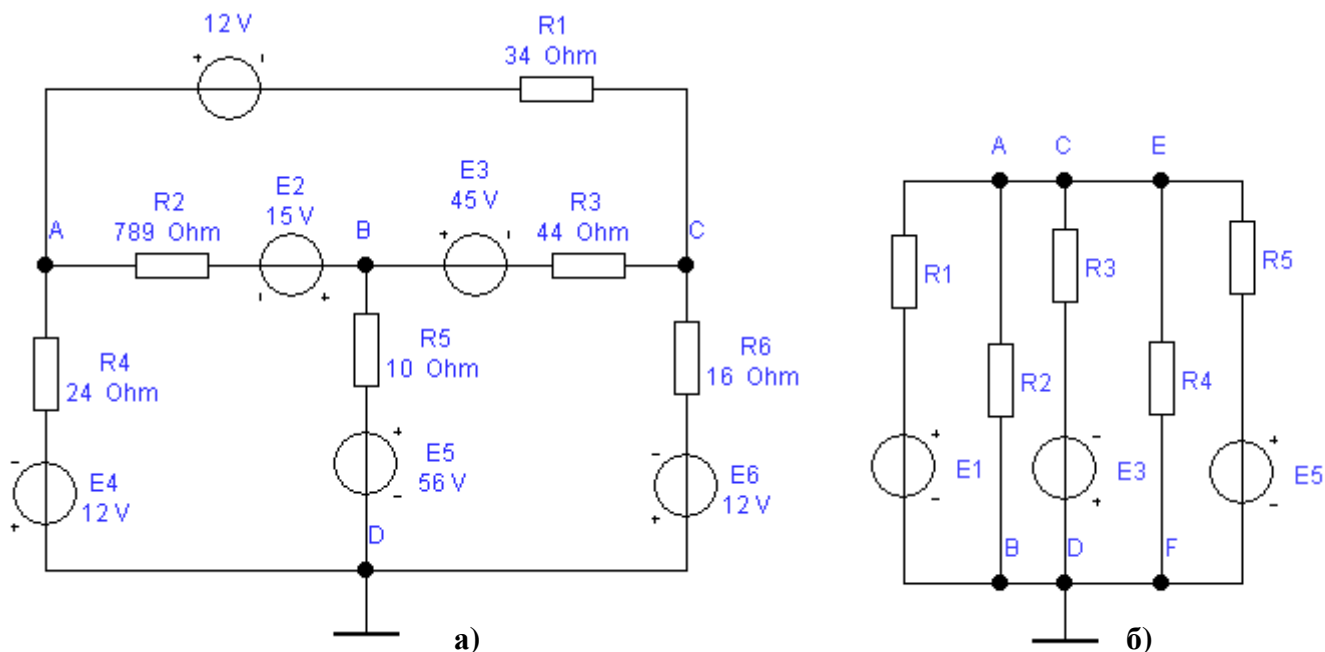 12 V
R1
34 Ohm
E2
15 V
E3
45 V
R2
789 Ohm
R3
44 Ohm
A
B
C
R4
24 Ohm
R5
10 Ohm
R6
16 Ohm
E4
12 V
E5
56 V
E6
12 V
D
а)
A
C
E
R1
R3
R5
R2
R4
E1
E3
E5
B
D
F
б)